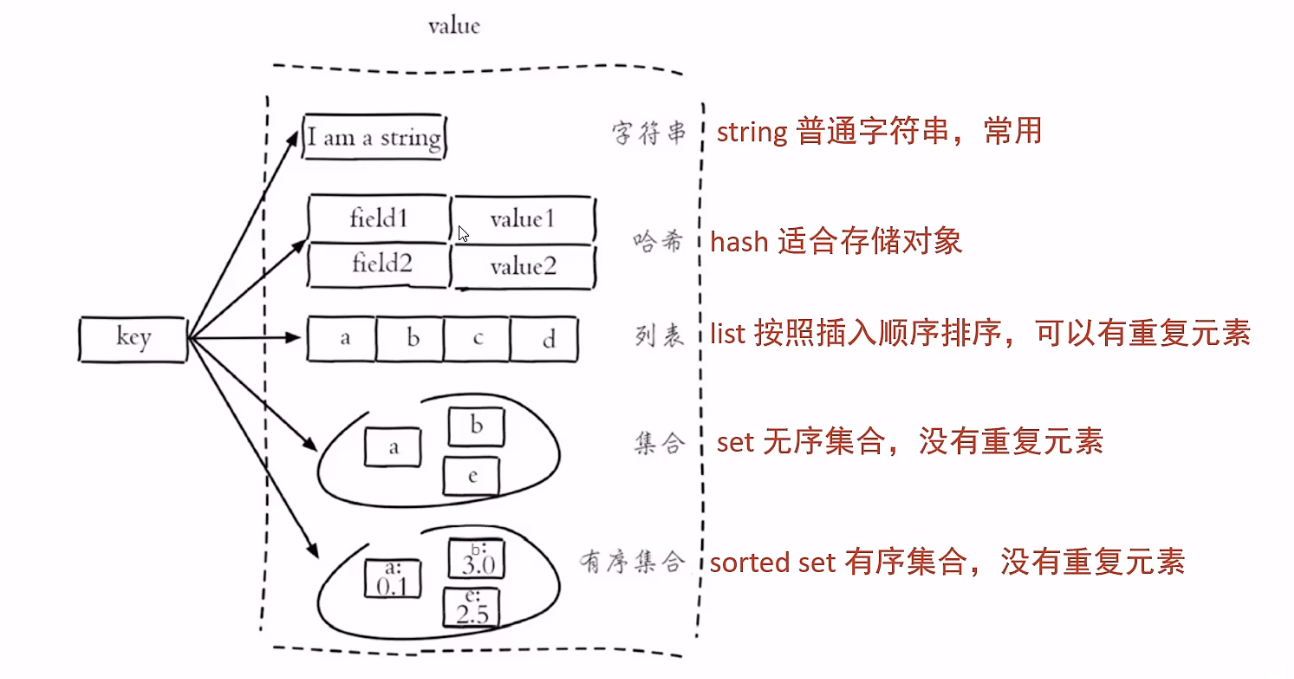 value
I am a string
字符串
string 普通字符串，常用
field1
value1
field2
value2
哈希
hash 适合存储对象
key
a
b
c
d
列表
list 按照插入顺序排序，可以有重复元素
a
b
e
集合
set 无序集合，没有重复元素
a:
0.1
b:
3.0
e:
2.5
有序集合
sorted set 有序集合，没有重复元素